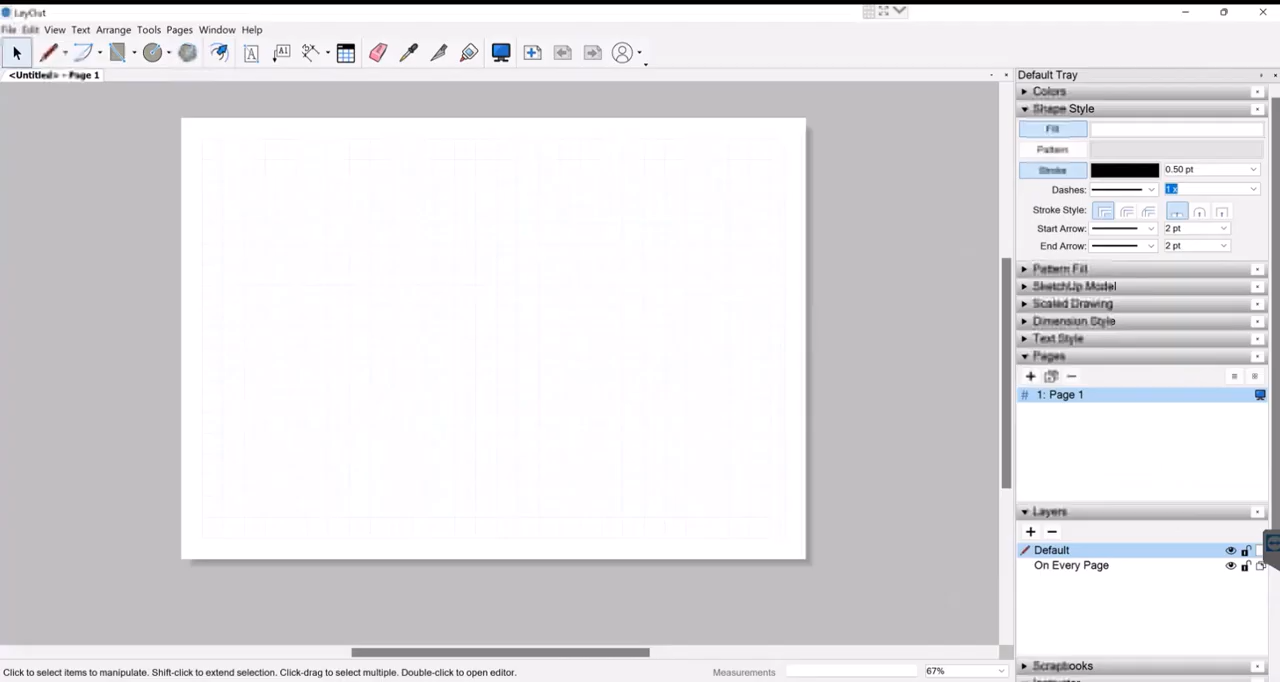 LayOut
File Edit View Text Arrange Tools Pages Window Help
<Untitled> - Page 1
Default Tray
Colors
Shape Style
Fill
Pattern
Stroke 0.50 pt
Dashes: 1 x
Stroke Style:
Start Arrow: 2 pt
End Arrow: 2 pt
Pattern Fill
SketchUp Model
Scaled Drawing
Dimension Style
Text Style
Pages
# 1: Page 1
Layers
Default
On Every Page
Scrapbooks
Click to select items to manipulate. Shift-click to extend selection. Click-drag to select multiple. Double-click to open editor. Measurements 67%